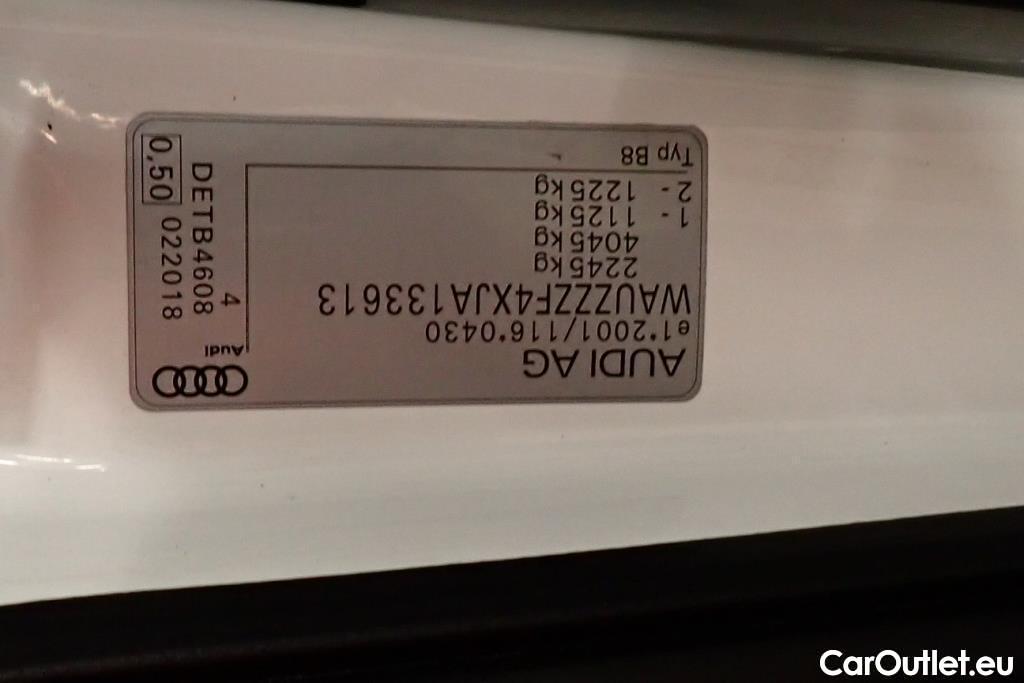 AUDI AG
e1*2001/116*0430
WAUZZZF4XJA133613
2245 kg
4045 kg
1 - 1125 kg
2 - 1225 kg
Typ B8
Audi
4
DETB4608
022018
0,50
CarOutlet.eu